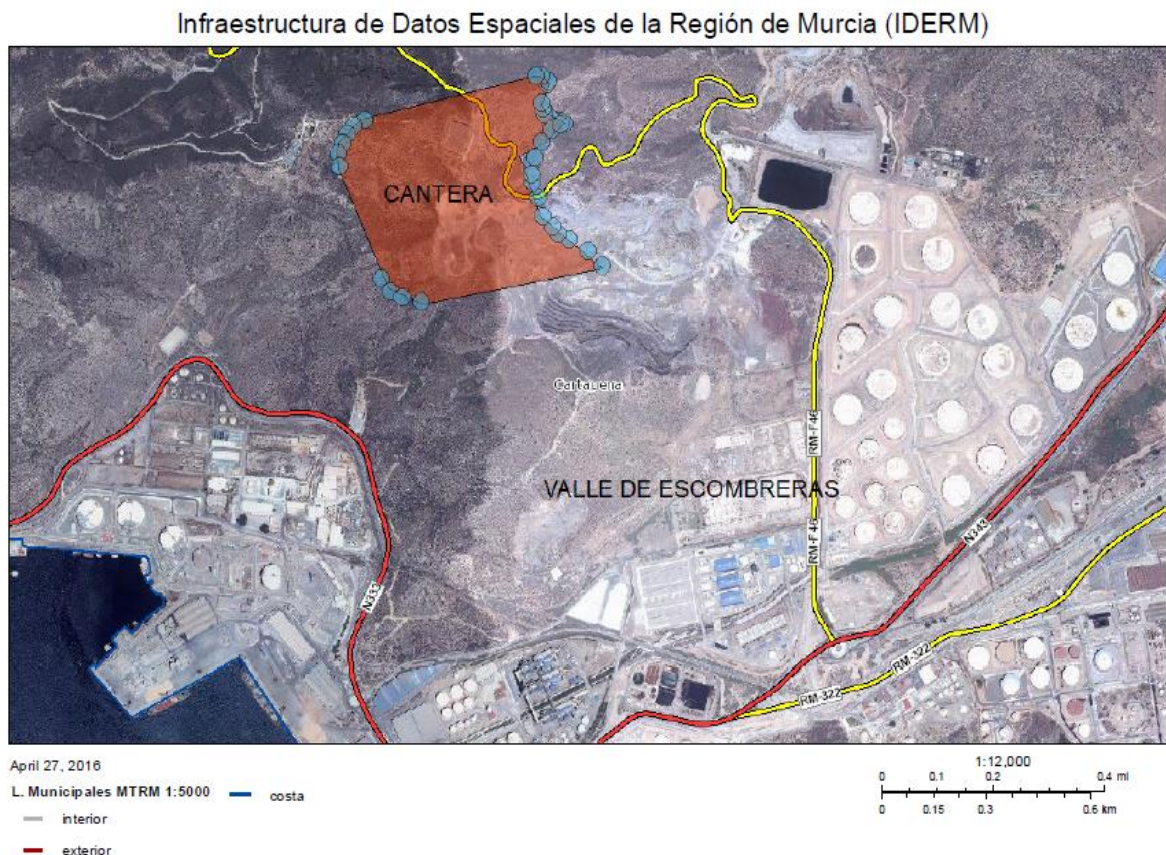 Infraestructura de Datos Espaciales de la Región de Murcia (IDERM)
CANTERA
Cartagena
RM-F46
VALLE DE ESCOMBRERAS
RM-F46
N343
N332
RM-322
RM-322
April 27, 2016
L. Municipales MTRM 1:5000
costa
interior
exterior
1:12,000
0 0.1 0.2 0.4 mi
0 0.15 0.3 0.6 km